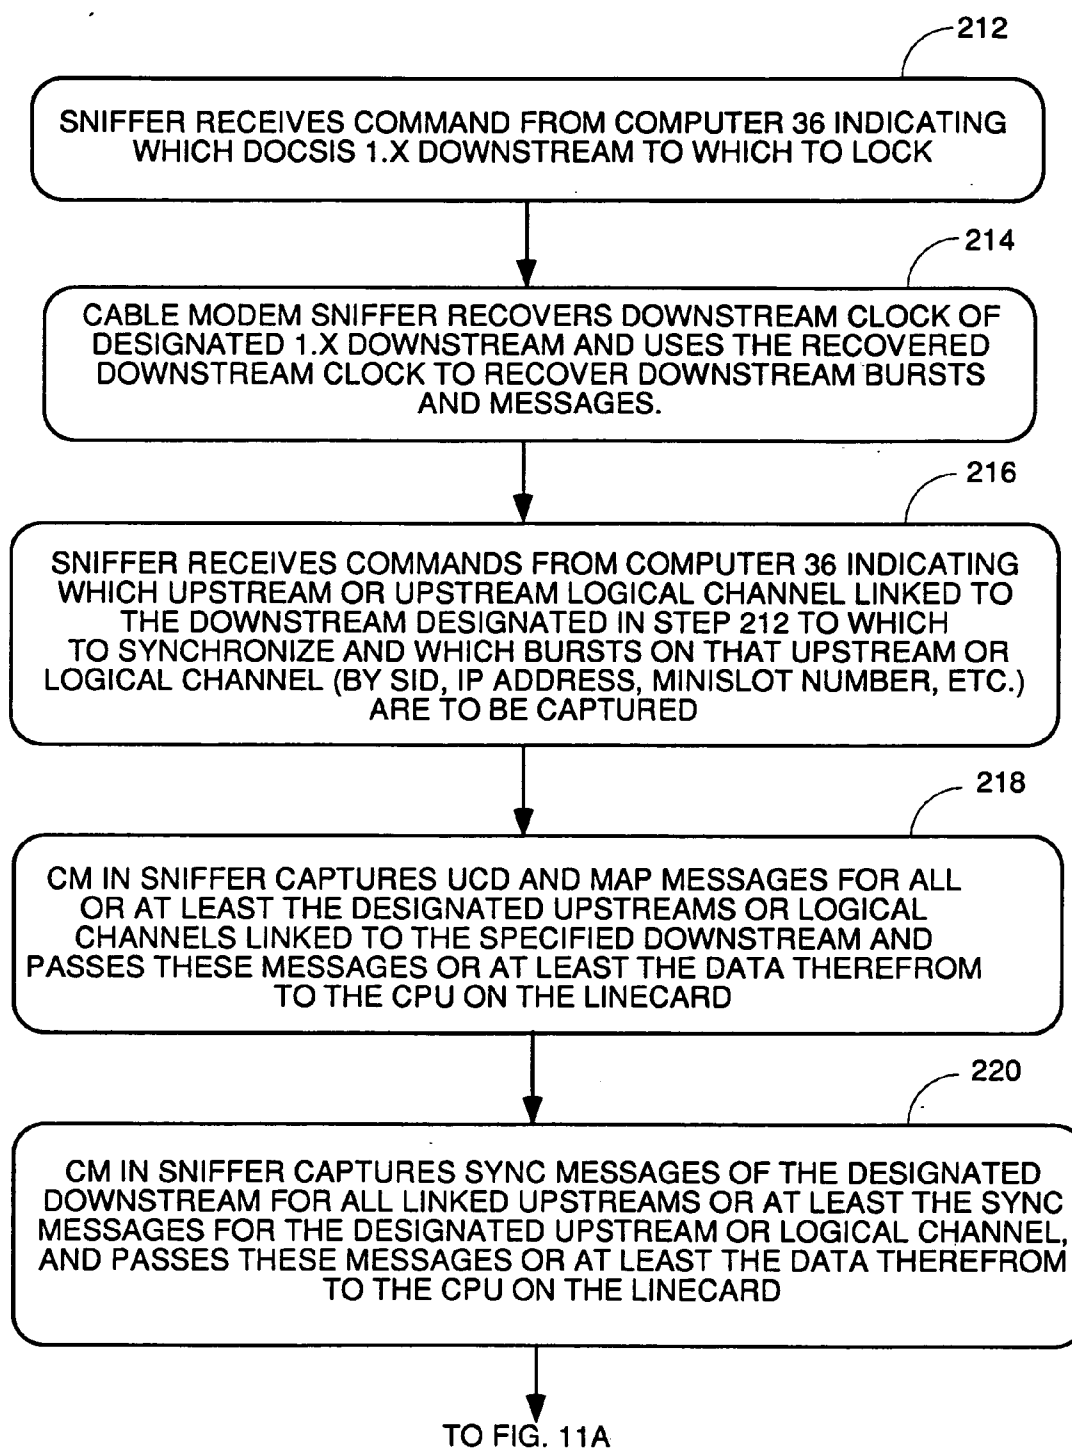 212
SNIFFER RECEIVES COMMAND FROM COMPUTER 36 INDICATING
WHICH DOCSIS 1.X DOWNSTREAM TO WHICH TO LOCK
214
CABLE MODEM SNIFFER RECOVERS DOWNSTREAM CLOCK OF
DESIGNATED 1.X DOWNSTREAM AND USES THE RECOVERED
DOWNSTREAM CLOCK TO RECOVER DOWNSTREAM BURSTS
AND MESSAGES.
216
SNIFFER RECEIVES COMMANDS FROM COMPUTER 36 INDICATING
WHICH UPSTREAM OR UPSTREAM LOGICAL CHANNEL LINKED TO
THE DOWNSTREAM DESIGNATED IN STEP 212 TO WHICH
TO SYNCHRONIZE AND WHICH BURSTS ON THAT UPSTREAM OR
LOGICAL CHANNEL (BY SID, IP ADDRESS, MINISLOT NUMBER, ETC.)
ARE TO BE CAPTURED
218
CM IN SNIFFER CAPTURES UCD AND MAP MESSAGES FOR ALL
OR AT LEAST THE DESIGNATED UPSTREAMS OR LOGICAL
CHANNELS LINKED TO THE SPECIFIED DOWNSTREAM AND
PASSES THESE MESSAGES OR AT LEAST THE DATA THEREFROM
TO THE CPU ON THE LINECARD
220
CM IN SNIFFER CAPTURES SYNC MESSAGES OF THE DESIGNATED
DOWNSTREAM FOR ALL LINKED UPSTREAMS OR AT LEAST THE SYNC
MESSAGES FOR THE DESIGNATED UPSTREAM OR LOGICAL CHANNEL,
AND PASSES THESE MESSAGES OR AT LEAST THE DATA THEREFROM
TO THE CPU ON THE LINECARD
TO FIG. 11A